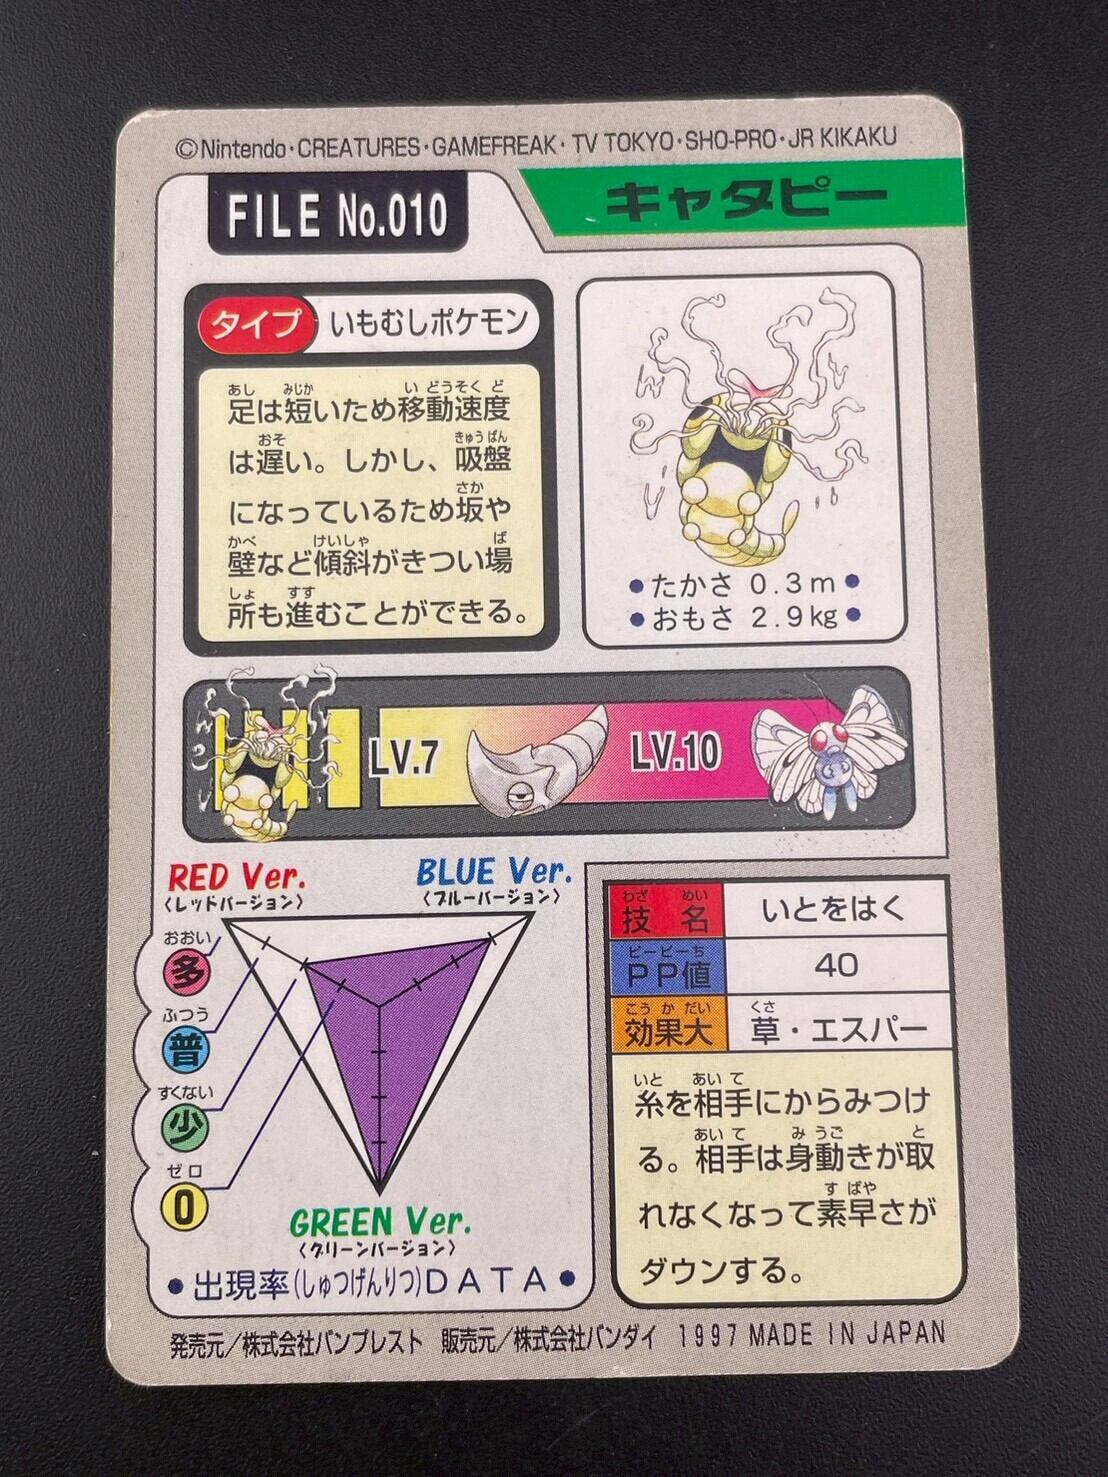 ©Nintendo・CREATURES・GAMEFREAK・TV TOKYO・SHO-PRO・JR KIKAKU
FILE No.010
キャタピー
タイプ
いもむしポケモン
あし みじか い どうそく ど
足は短いため移動速度
おそ きゅうばん
は遅い。しかし、吸盤
さか
になっているため坂や
かべ けいしゃ ば
壁など傾斜がきつい場
しょ すす
所も進むことができる。
●たかさ 0.3m●
●おもさ 2.9kg●
LV.7
LV.10
RED Ver.
〈レッドバージョン〉
BLUE Ver.
〈ブルーバージョン〉
おおい
多
ふつう
普
すくない
少
ゼロ
0
GREEN Ver.
〈グリーンバージョン〉
●出現率(しゅつげんりつ)DATA●
わざ めい
技名
いとをはく
ピーピーち
PP値
40
こうかだい
効果大
くさ
草・エスパー
いと あいて
糸を相手にからみつけ
あいて みうご と
る。相手は身動きが取
すばや
れなくなって素早さが
ダウンする。
発売元/株式会社バンプレスト 販売元/株式会社バンダイ 1997 MADE IN JAPAN